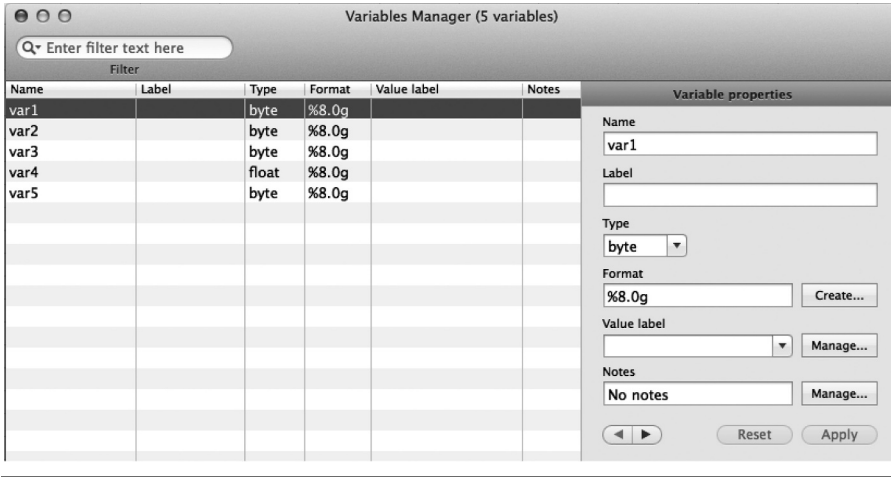 Variables Manager (5 variables)
Enter filter text here
Filter
Name Label Type Format Value label Notes
var1 byte %8.0g
var2 byte %8.0g
var3 byte %8.0g
var4 float %8.0g
var5 byte %8.0g
Variable properties
Name
var1
Label
Type
byte
Format
%8.0g Create...
Value label
Manage...
Notes
No notes Manage...
Reset Apply